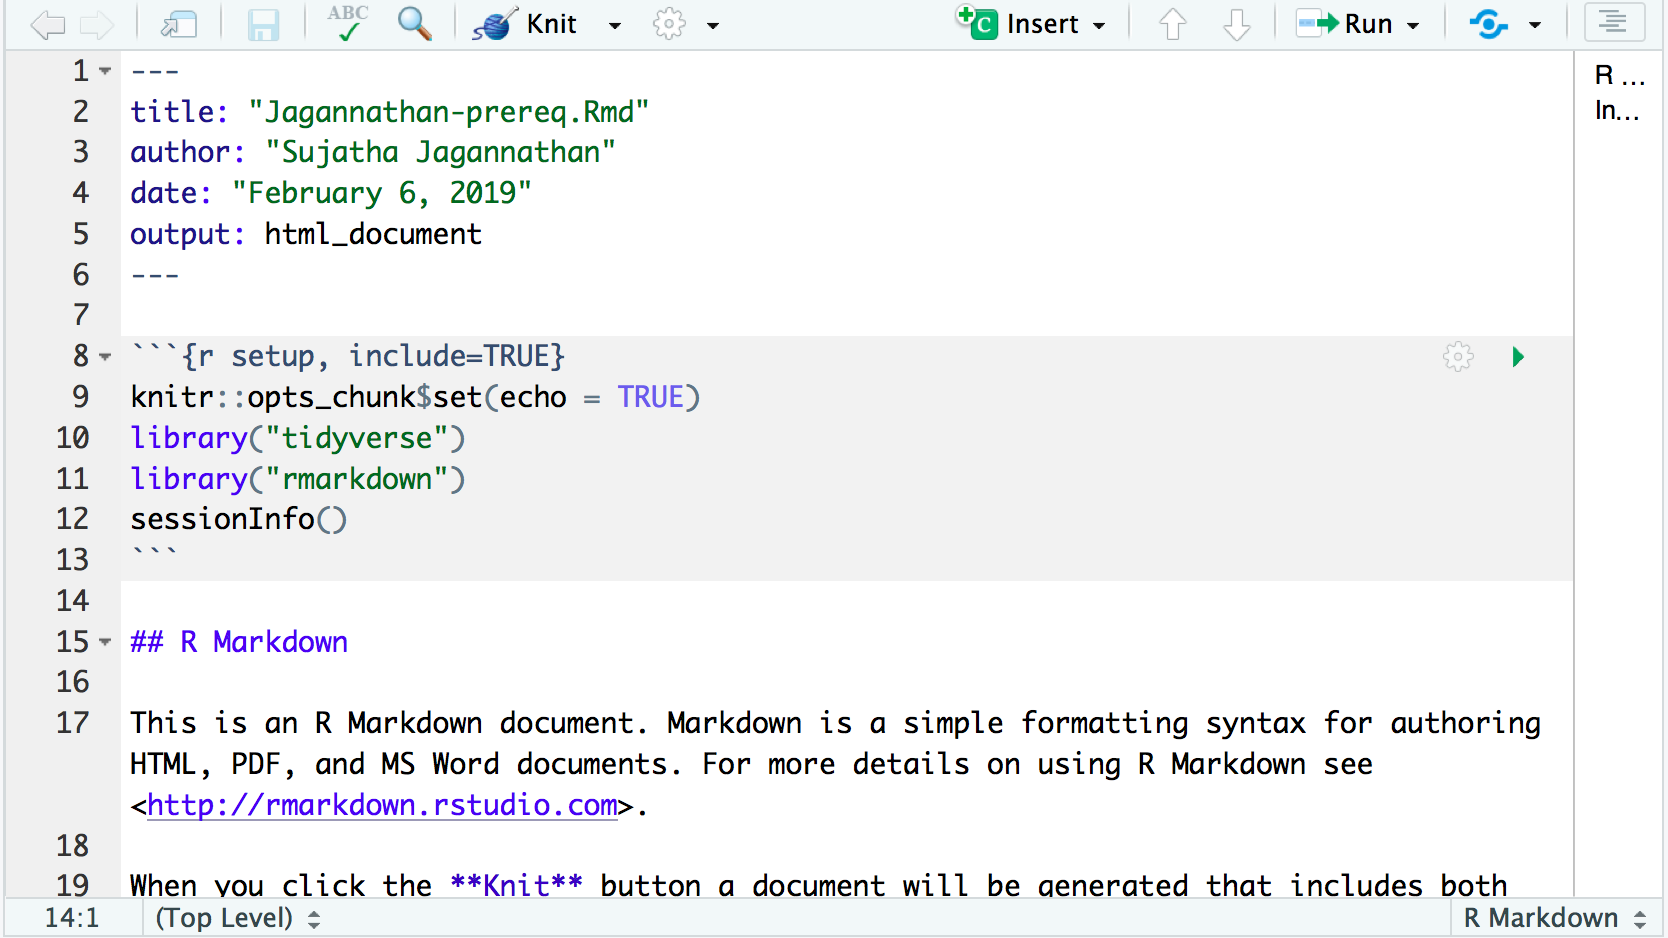 ABC Knit Insert Run
1 ---
2 title: "Jagannathan-prereq.Rmd"
3 author: "Sujatha Jagannathan"
4 date: "February 6, 2019"
5 output: html_document
6 ---
7
8 ```{r setup, include=TRUE}
9 knitr::opts_chunk$set(echo = TRUE)
10 library("tidyverse")
11 library("rmarkdown")
12 sessionInfo()
13 ```
14
15 ## R Markdown
16
17 This is an R Markdown document. Markdown is a simple formatting syntax for authoring
HTML, PDF, and MS Word documents. For more details on using R Markdown see
<http://rmarkdown.rstudio.com>.
18
19 When you click the **Knit** button a document will be generated that includes both
R ...
In...
14:1 (Top Level) R Markdown